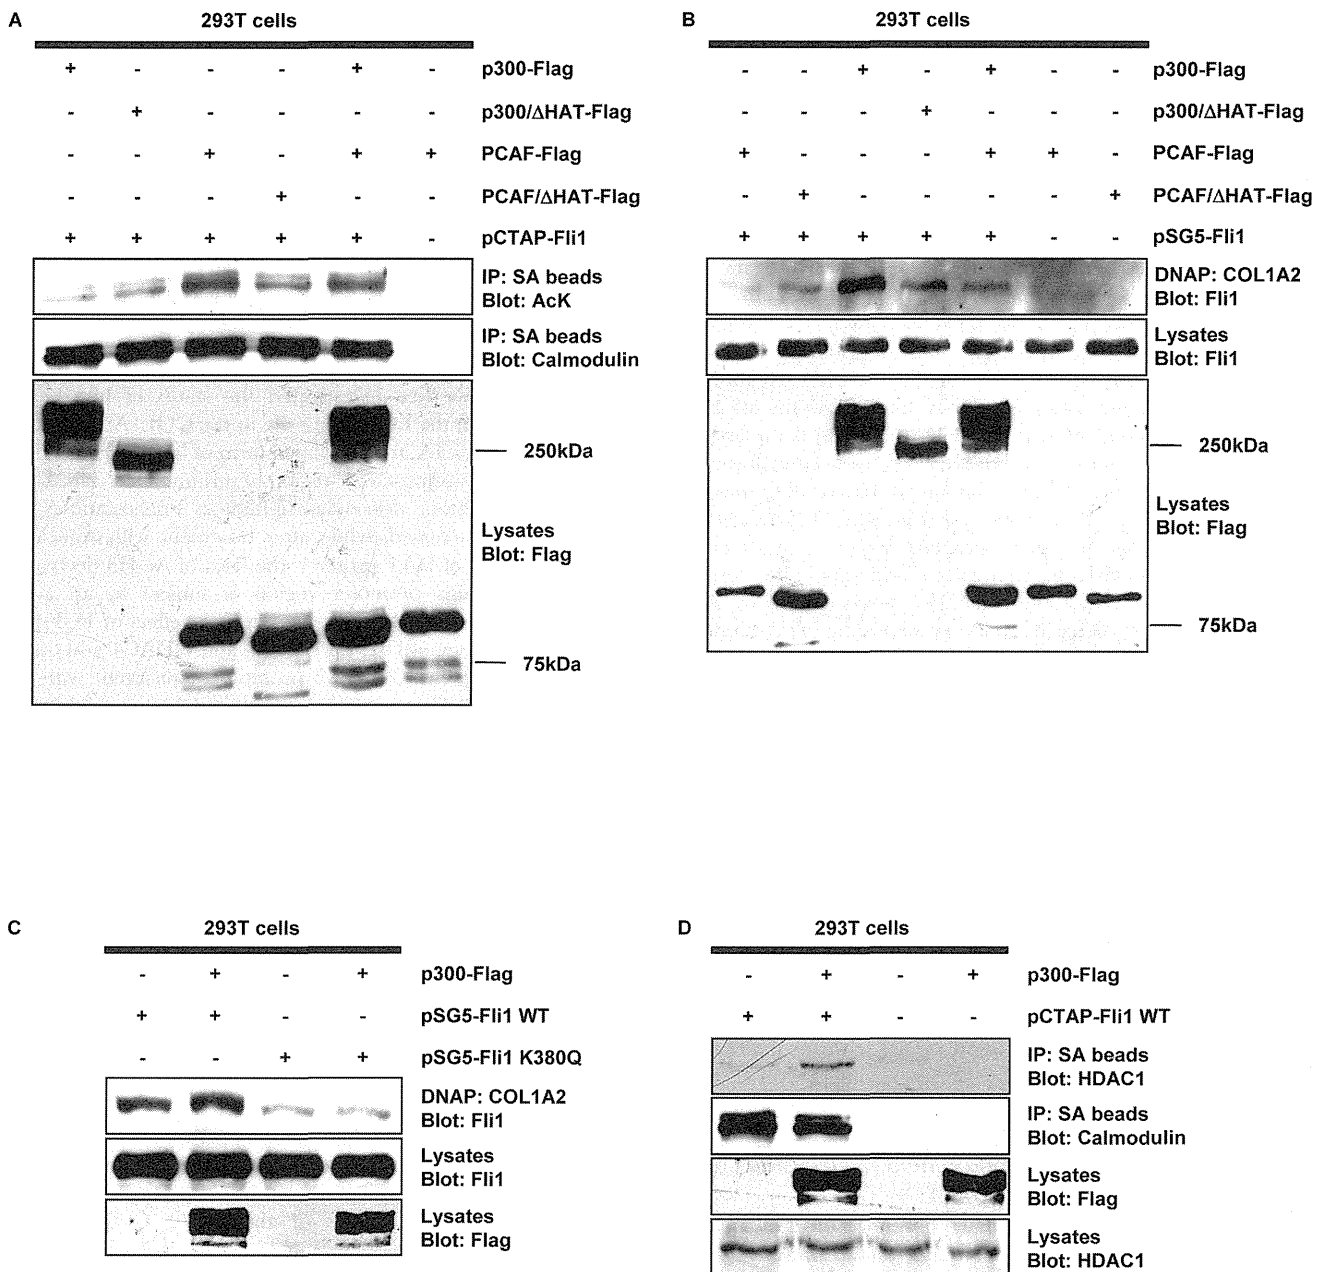 A
293T cells
+ - - - + - p300-Flag
- + - - - - p300/ΔHAT-Flag
- - + - + + PCAF-Flag
- - - + - - PCAF/ΔHAT-Flag
+ + + + + - pCTAP-Fli1
IP: SA beads
Blot: AcK
IP: SA beads
Blot: Calmodulin
250kDa
Lysates
Blot: Flag
75kDa
B
293T cells
- - + - + - - p300-Flag
- - - + - - - p300/ΔHAT-Flag
+ - - - + + - PCAF-Flag
- + - - - - + PCAF/ΔHAT-Flag
+ + + + + - - pSG5-Fli1
DNAP: COL1A2
Blot: Fli1
Lysates
Blot: Fli1
250kDa
Lysates
Blot: Flag
75kDa
C
293T cells
- + - + p300-Flag
+ + - - pSG5-Fli1 WT
- - + + pSG5-Fli1 K380Q
DNAP: COL1A2
Blot: Fli1
Lysates
Blot: Fli1
Lysates
Blot: Flag
D
293T cells
- + - + p300-Flag
+ + - - pCTAP-Fli1 WT
IP: SA beads
Blot: HDAC1
IP: SA beads
Blot: Calmodulin
Lysates
Blot: Flag
Lysates
Blot: HDAC1